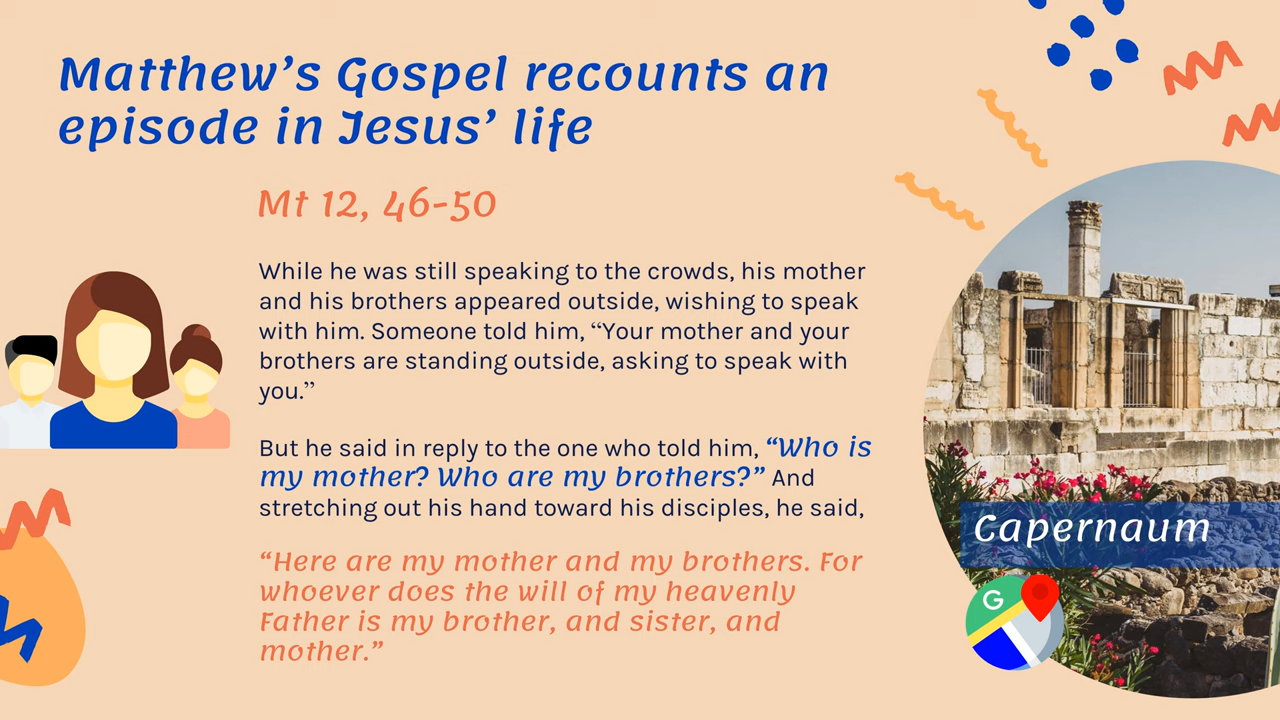 Matthew’s Gospel recounts an
episode in Jesus’ life
Mt 12, 46-50
While he was still speaking to the crowds, his mother
and his brothers appeared outside, wishing to speak
with him. Someone told him, “Your mother and your
brothers are standing outside, asking to speak with
you.”
But he said in reply to the one who told him, “Who is
my mother? Who are my brothers?” And
stretching out his hand toward his disciples, he said,
“Here are my mother and my brothers. For
whoever does the will of my heavenly
Father is my brother, and sister, and
mother.”
Capernaum
G